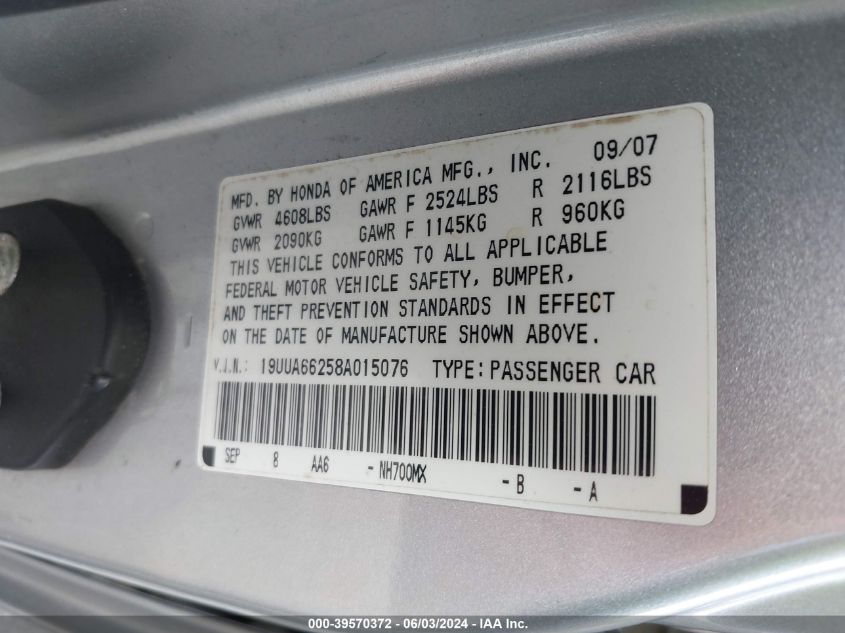 MFD. BY HONDA OF AMERICA MFG., INC. 09/07
GVWR 4608LBS GAWR F 2524LBS R 2116LBS
GVWR 2090KG GAWR F 1145KG R 960KG
THIS VEHICLE CONFORMS TO ALL APPLICABLE
FEDERAL MOTOR VEHICLE SAFETY, BUMPER,
AND THEFT PREVENTION STANDARDS IN EFFECT
ON THE DATE OF MANUFACTURE SHOWN ABOVE.
V.I.N.: 19UUA66258A015076 TYPE: PASSENGER CAR
SEP 8 AA6 -NH700MX -B -A
000-39570372 - 06/03/2024 - IAA Inc.